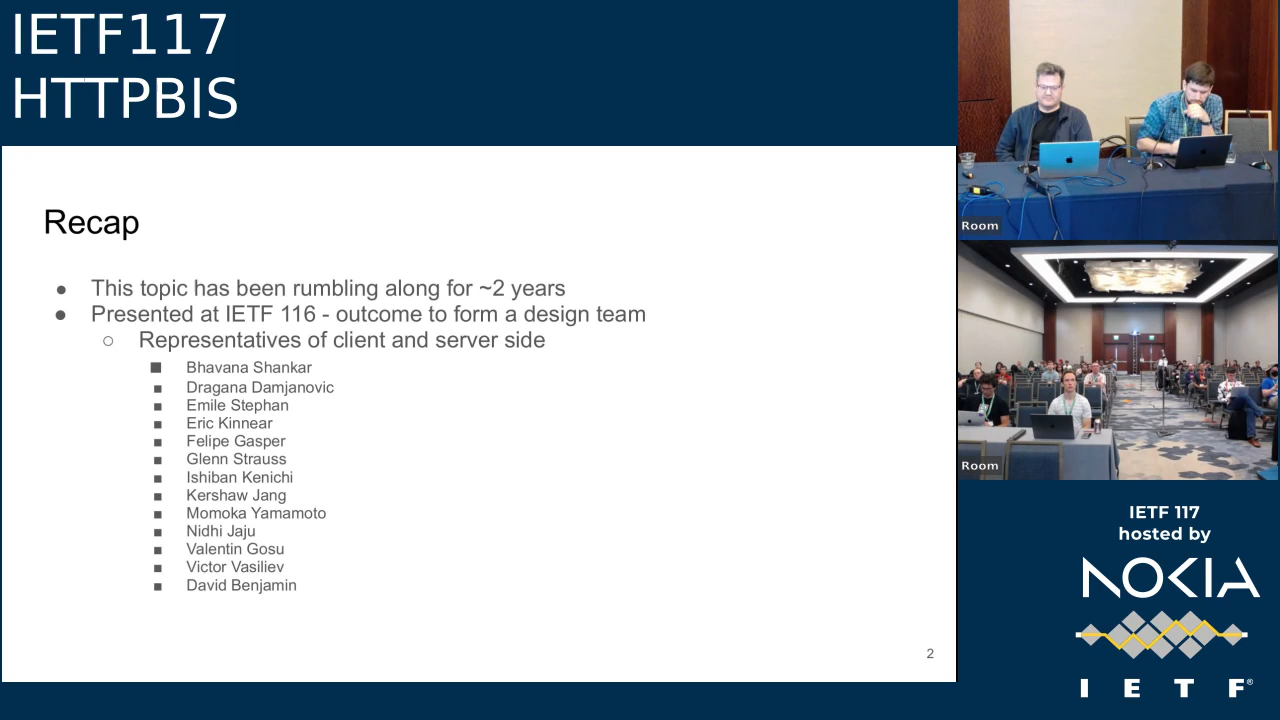 IETF117
HTTPBIS
Recap
● This topic has been rumbling along for ~2 years
● Presented at IETF 116 - outcome to form a design team
○ Representatives of client and server side
■ Bhavana Shankar
■ Dragana Damjanovic
■ Emile Stephan
■ Eric Kinnear
■ Felipe Gasper
■ Glenn Strauss
■ Ishiban Kenichi
■ Kershaw Jang
■ Momoka Yamamoto
■ Nidhi Jaju
■ Valentin Gosu
■ Victor Vasiliev
■ David Benjamin
2
Room
Room
IETF 117
hosted by
NOKIA
IETF®